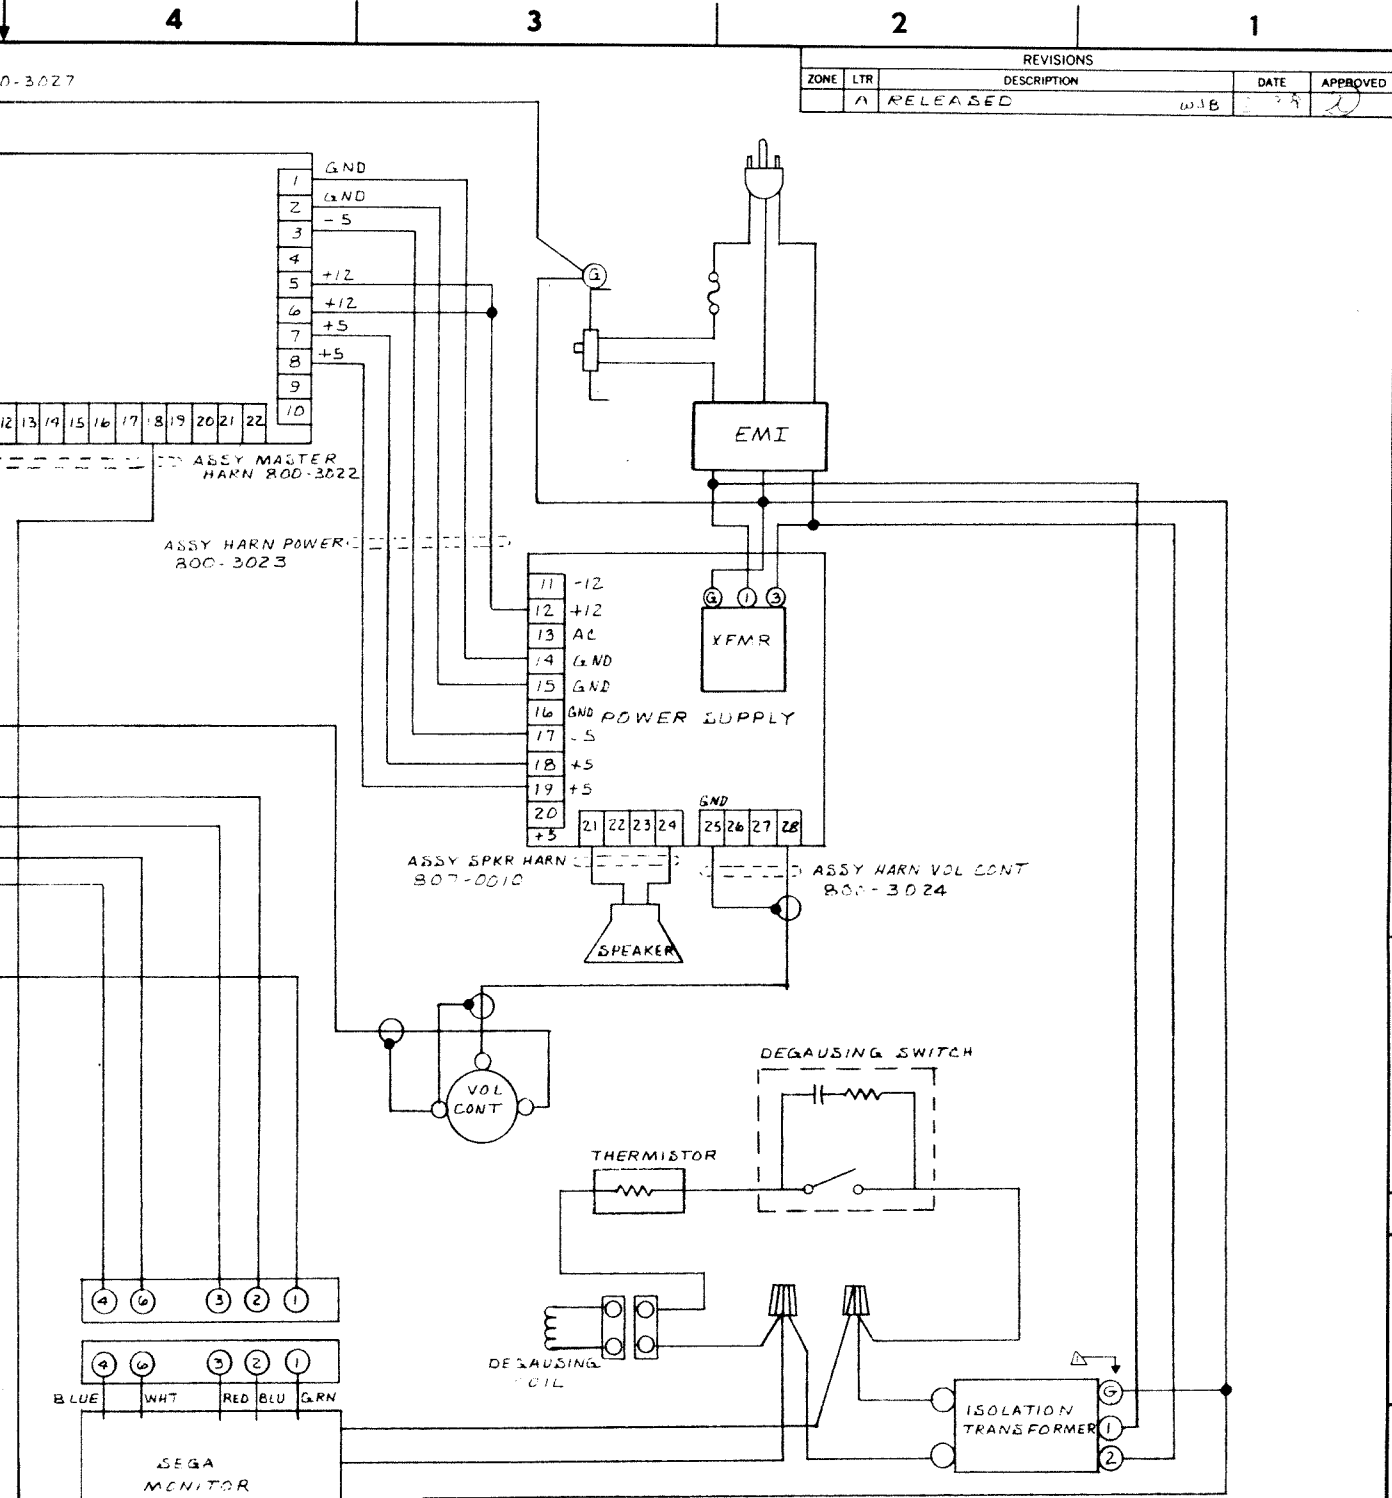 4 3 2 1
REVISIONS
ZONE LTR DESCRIPTION DATE APPROVED
A RELEASED WJB
0-3027
1 GND
2 GND
3 -5
4
5 +12
6 +12
7 +5
8 +5
9
10
12 13 14 15 16 17 18 19 20 21 22
ASSY MASTER
HARN 800-3022
G
EMI
ASSY HARN POWER
800-3023
11 -12
12 +12
13 AC
14 GND
15 GND
16 GND
17 -5
18 +5
19 +5
20
+5
G 1 3
XFMR
POWER SUPPLY
GND
21 22 23 24 25 26 27 28
ASSY SPKR HARN
807-0010
ASSY HARN VOL CONT
800-3024
SPEAKER
VOL
CONT
DEGAUSING SWITCH
THERMISTOR
DEGAUSING
COIL
4 6 3 2 1
4 6 3 2 1
BLUE WHT RED BLU GRN
SEGA
MONITOR
ISOLATION
TRANSFORMER
G
1
2